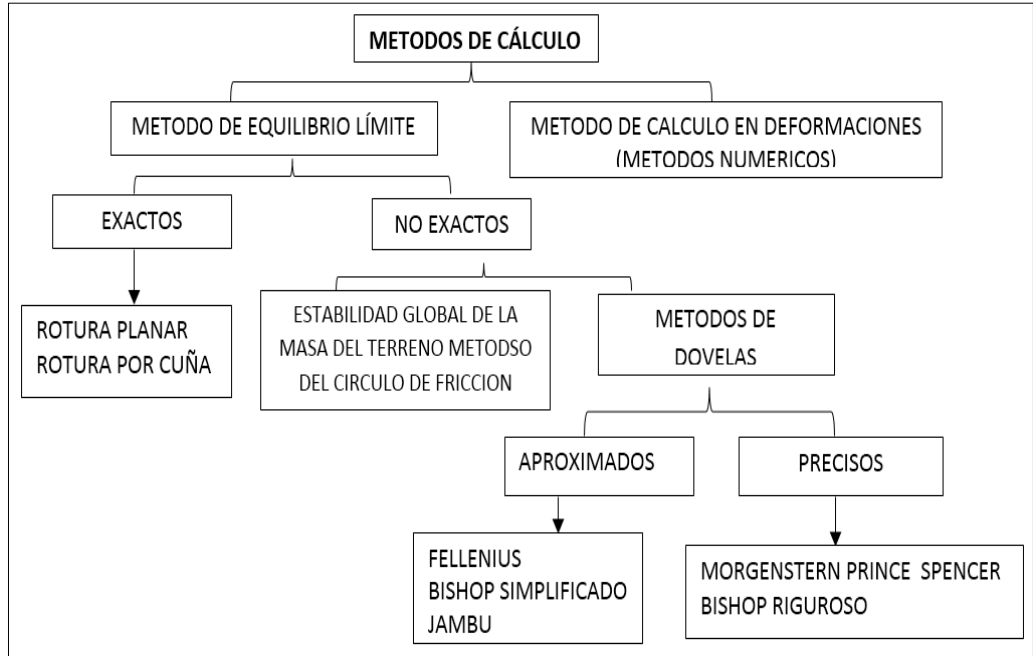 METODOS DE CÁLCULO
METODO DE EQUILIBRIO LÍMITE
METODO DE CALCULO EN DEFORMACIONES
(METODOS NUMERICOS)
EXACTOS
NO EXACTOS
ROTURA PLANAR
ROTURA POR CUÑA
ESTABILIDAD GLOBAL DE LA
MASA DEL TERRENO METODSO
DEL CIRCULO DE FRICCION
METODOS DE
DOVELAS
APROXIMADOS
PRECISOS
FELLENIUS
BISHOP SIMPLIFICADO
JAMBU
MORGENSTERN PRINCE SPENCER
BISHOP RIGUROSO